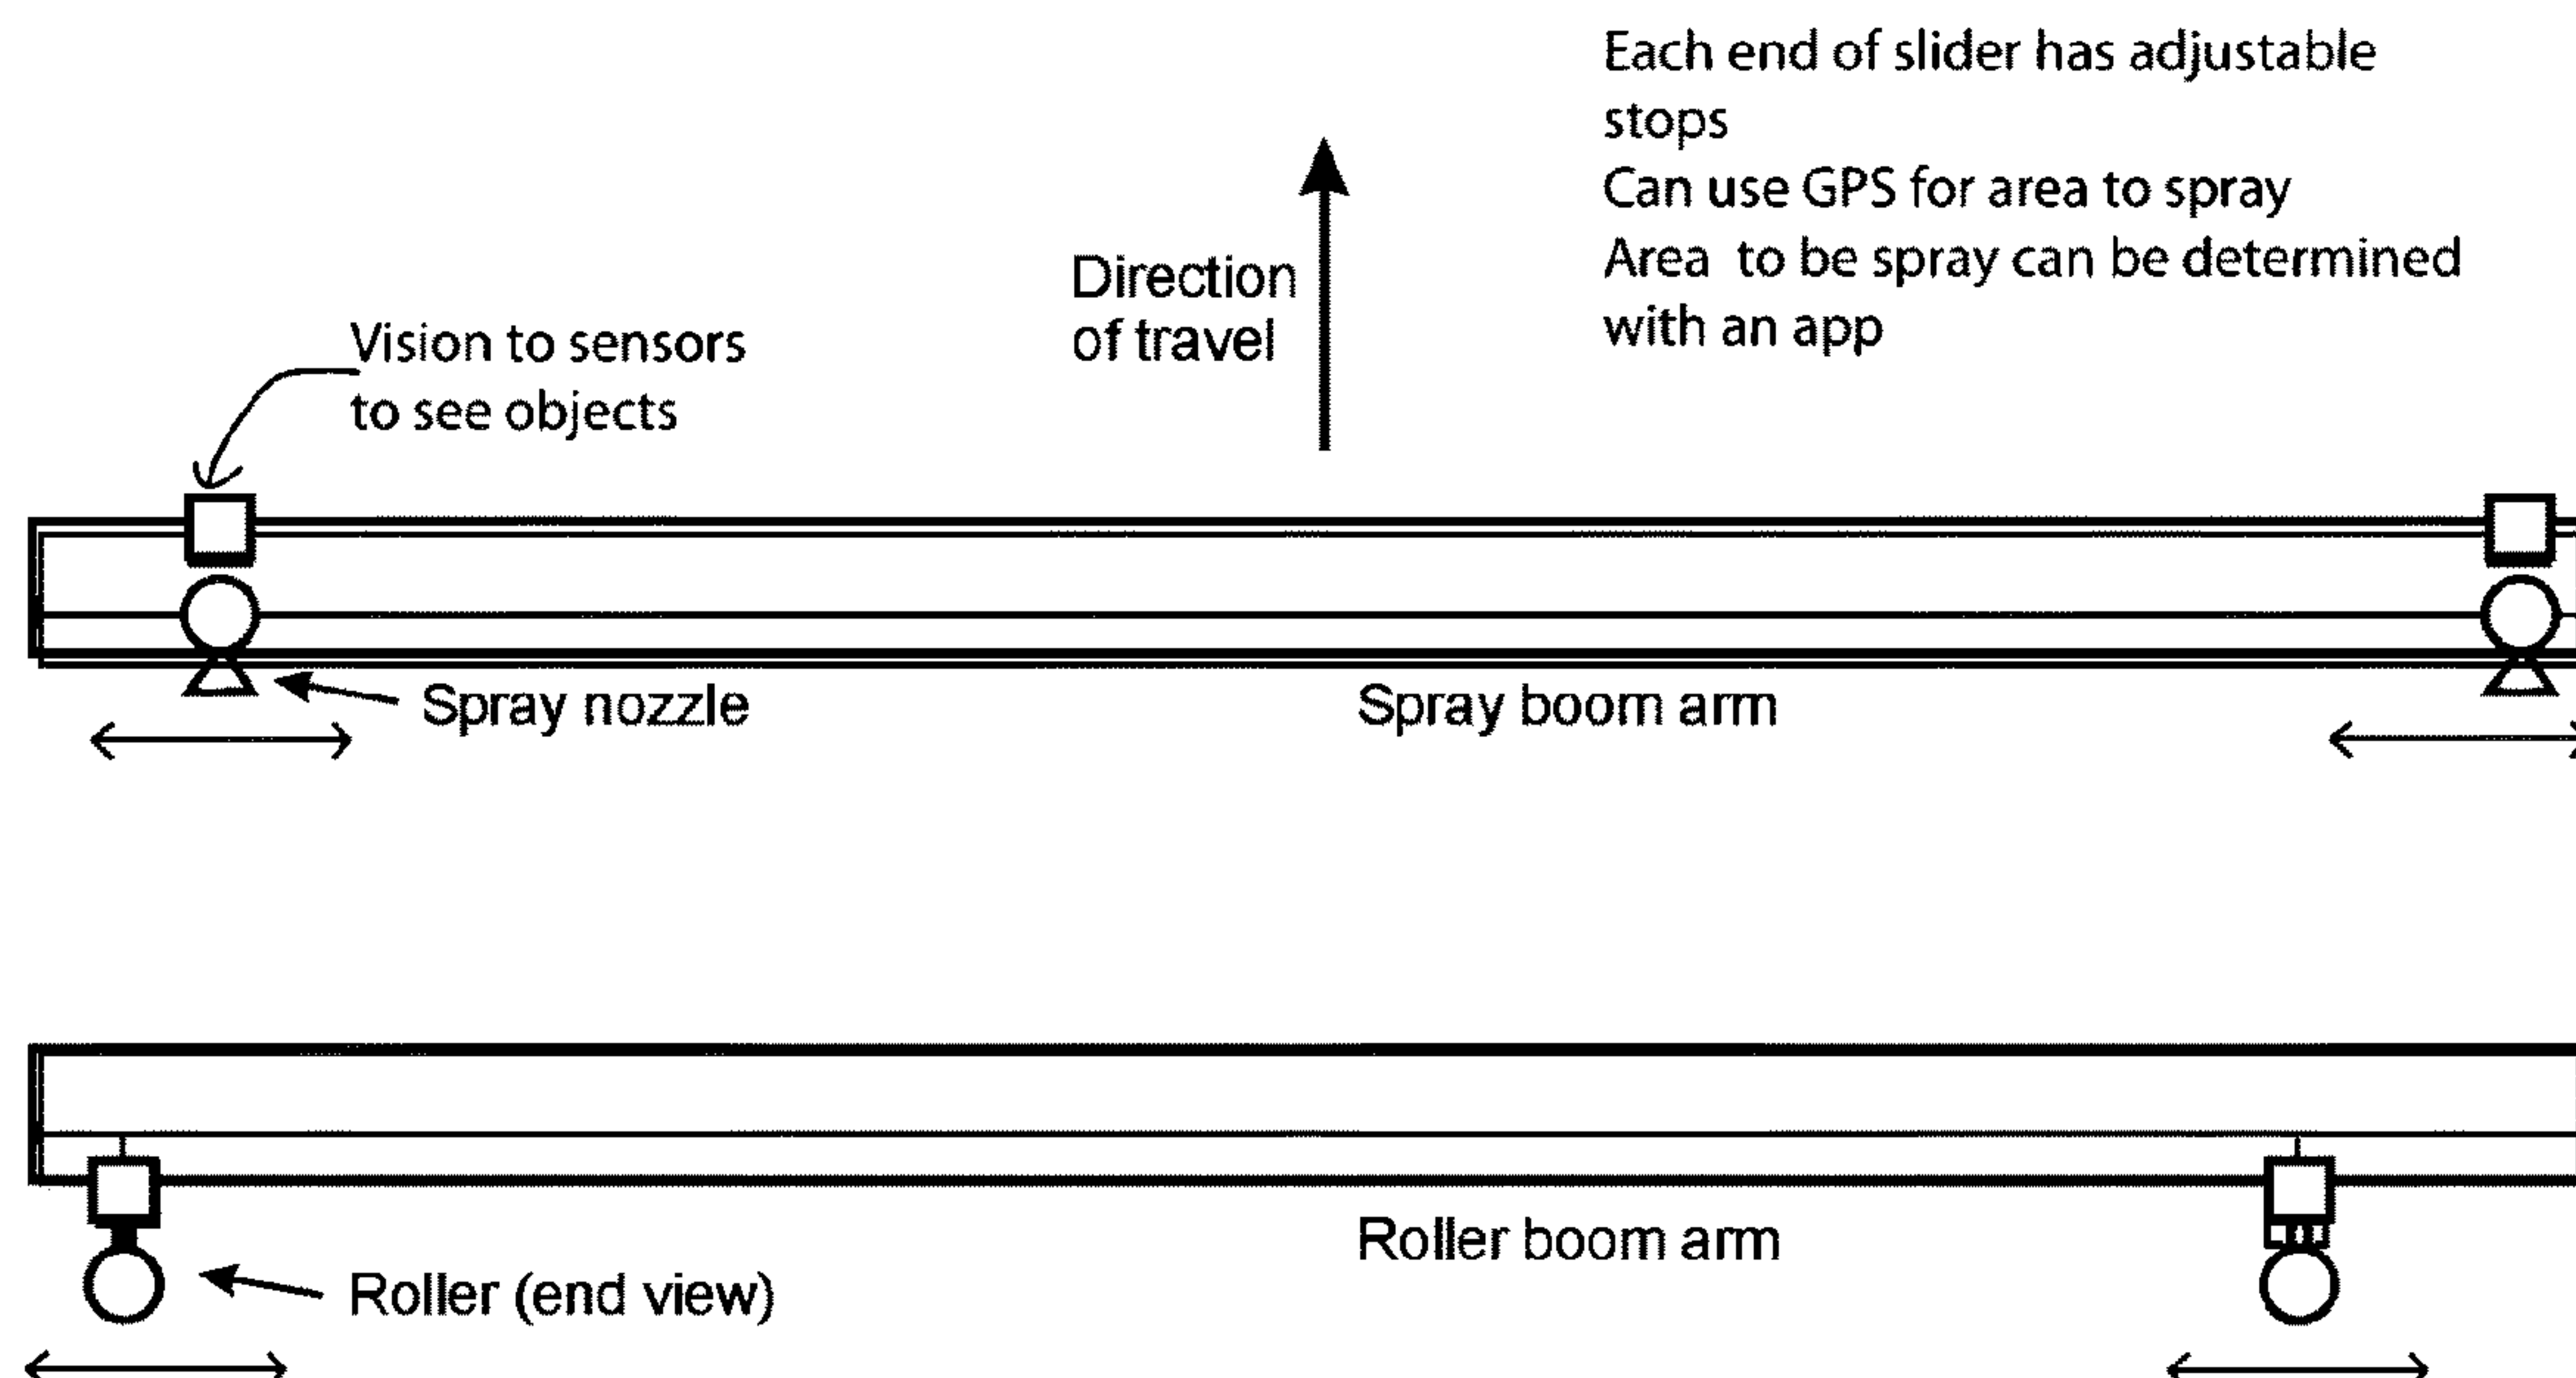 Each end of slider has adjustable
stops
Can use GPS for area to spray
Area to be spray can be determined
with an app
Direction
of travel
Vision to sensors
to see objects
Spray nozzle
Spray boom arm
Roller boom arm
Roller (end view)